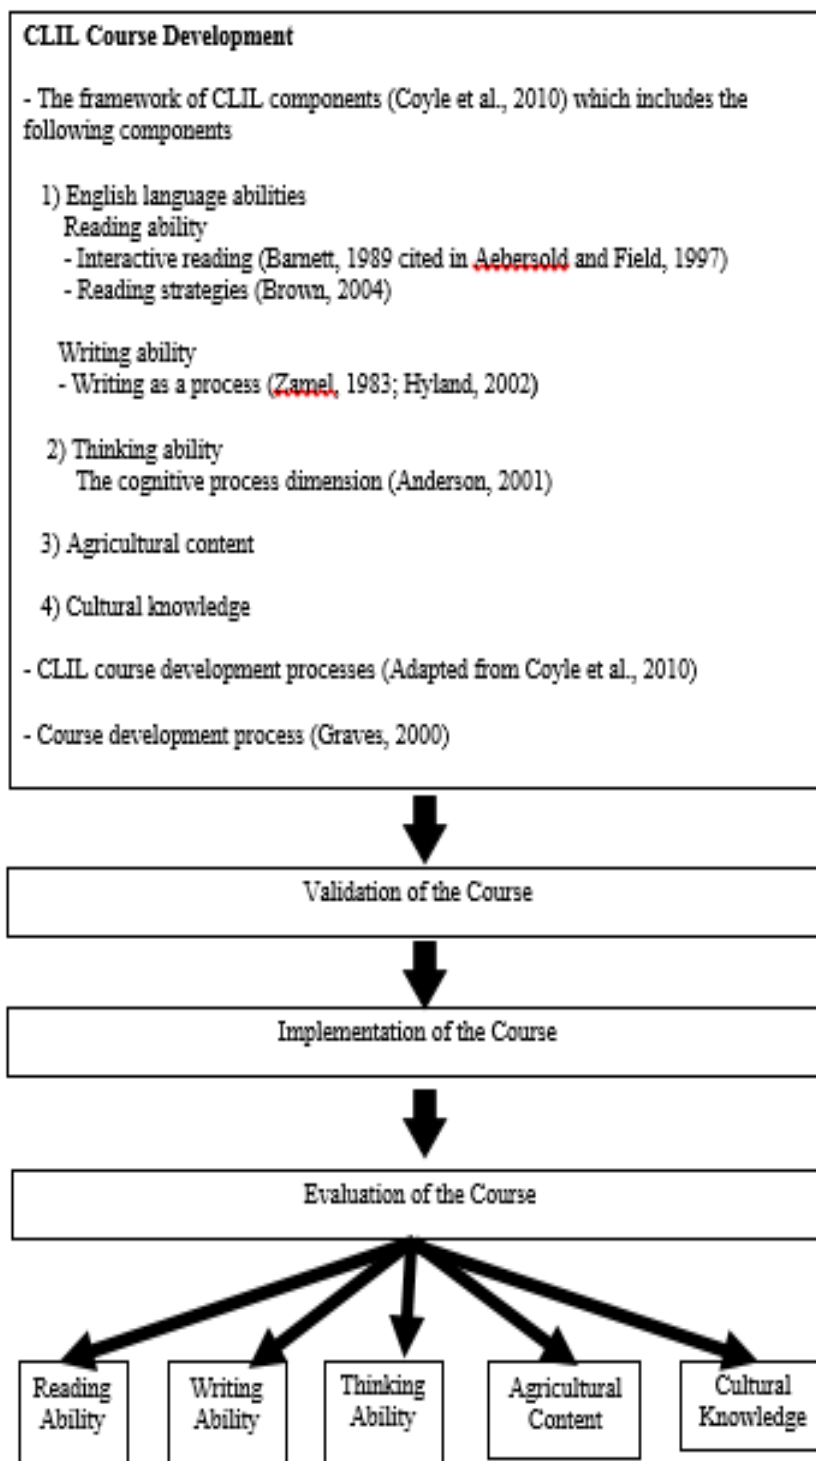 CLIL Course Development
- The framework of CLIL components (Coyle et al., 2010) which includes the
following components
1) English language abilities
Reading ability
- Interactive reading (Barnett, 1989 cited in Aebersold and Field, 1997)
- Reading strategies (Brown, 2004)
Writing ability
- Writing as a process (Zamel, 1983; Hyland, 2002)
2) Thinking ability
The cognitive process dimension (Anderson, 2001)
3) Agricultural content
4) Cultural knowledge
- CLIL course development processes (Adapted from Coyle et al., 2010)
- Course development process (Graves, 2000)
Validation of the Course
Implementation of the Course
Evaluation of the Course
Reading
Ability
Writing
Ability
Thinking
Ability
Agricultural
Content
Cultural
Knowledge